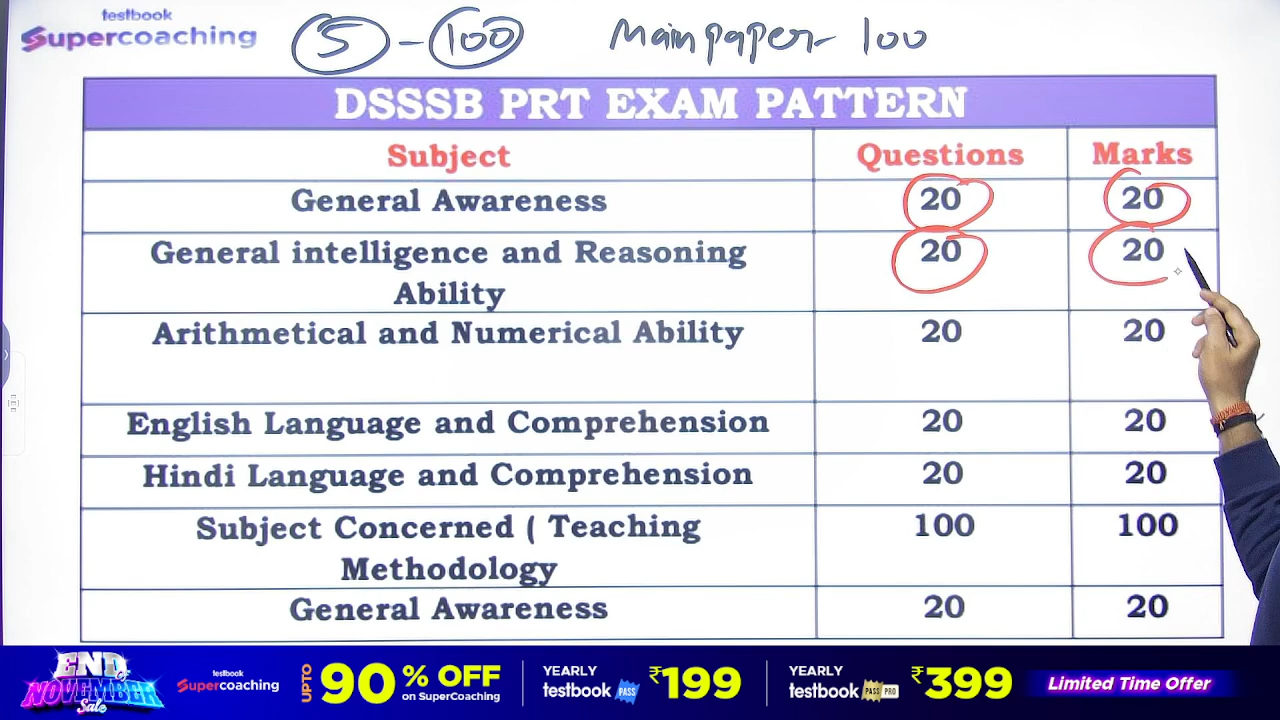 testbook
Supercoaching
5 - 100 Main paper - 100
DSSSB PRT EXAM PATTERN
Subject Questions Marks
General Awareness 20 20
General intelligence and Reasoning 20 20
Ability
Arithmetical and Numerical Ability 20 20
English Language and Comprehension 20 20
Hindi Language and Comprehension 20 20
Subject Concerned ( Teaching 100 100
Methodology
General Awareness 20 20
END OF NOVEMBER Sale
testbook
Supercoaching
UPTO 90% OFF
on SuperCoaching
YEARLY
testbook PASS
₹199
YEARLY
testbook PASS PRO
₹399
Limited Time Offer